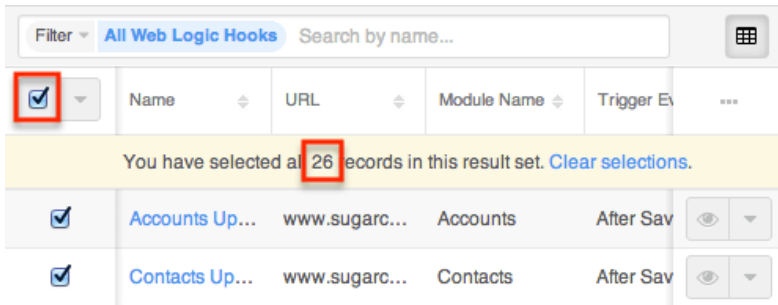 Filter All Web Logic Hooks Search by name...
Name URL Module Name Trigger Ev
You have selected al 26 records in this result set. Clear selections.
Accounts Up... www.sugarc... Accounts After Sav
Contacts Up... www.sugarc... Contacts After Sav